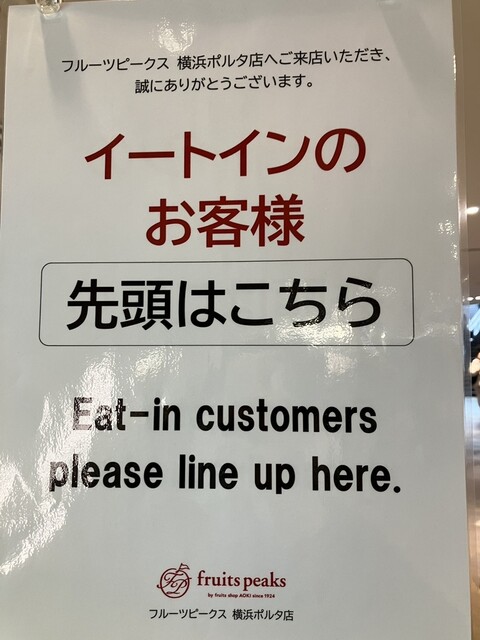 フルーツピークス 横浜ポルタ店へご来店いただき、
誠にありがとうございます。
イートインの
お客様
先頭はこちら
Eat-in customers
please line up here.
fruits peaks
by fruits shop AOKI since 1924
フルーツピークス 横浜ポルタ店